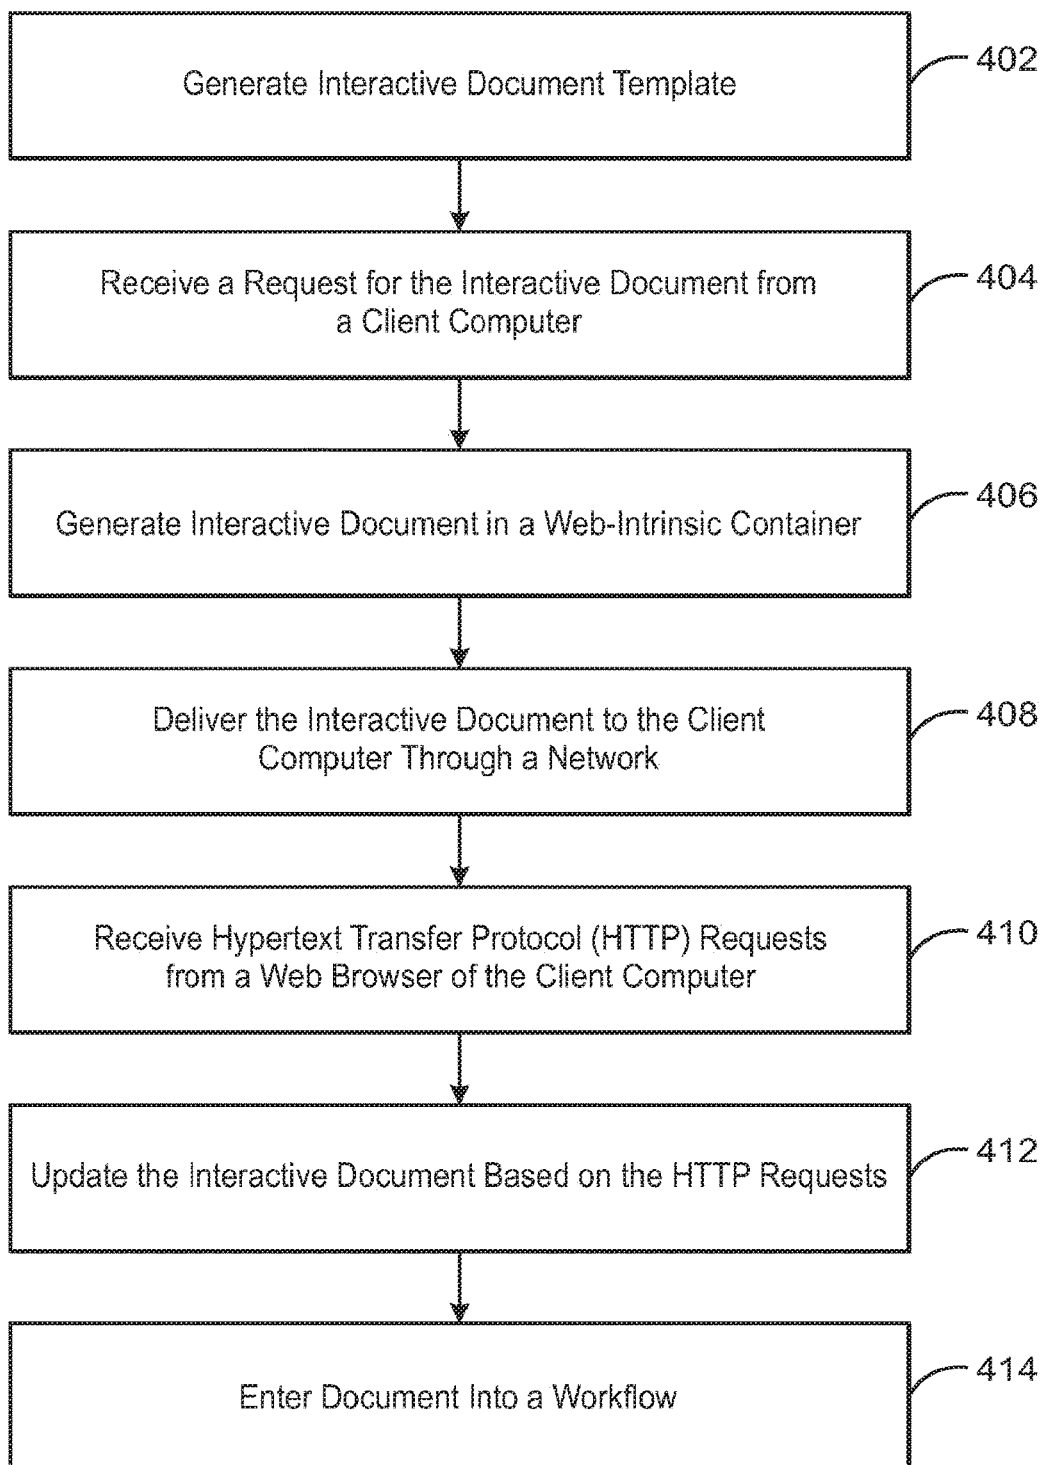 Generate Interactive Document Template
402
Receive a Request for the Interactive Document from
a Client Computer
404
Generate Interactive Document in a Web-Intrinsic Container
406
Deliver the Interactive Document to the Client
Computer Through a Network
408
Receive Hypertext Transfer Protocol (HTTP) Requests
from a Web Browser of the Client Computer
410
Update the Interactive Document Based on the HTTP Requests
412
Enter Document Into a Workflow
414